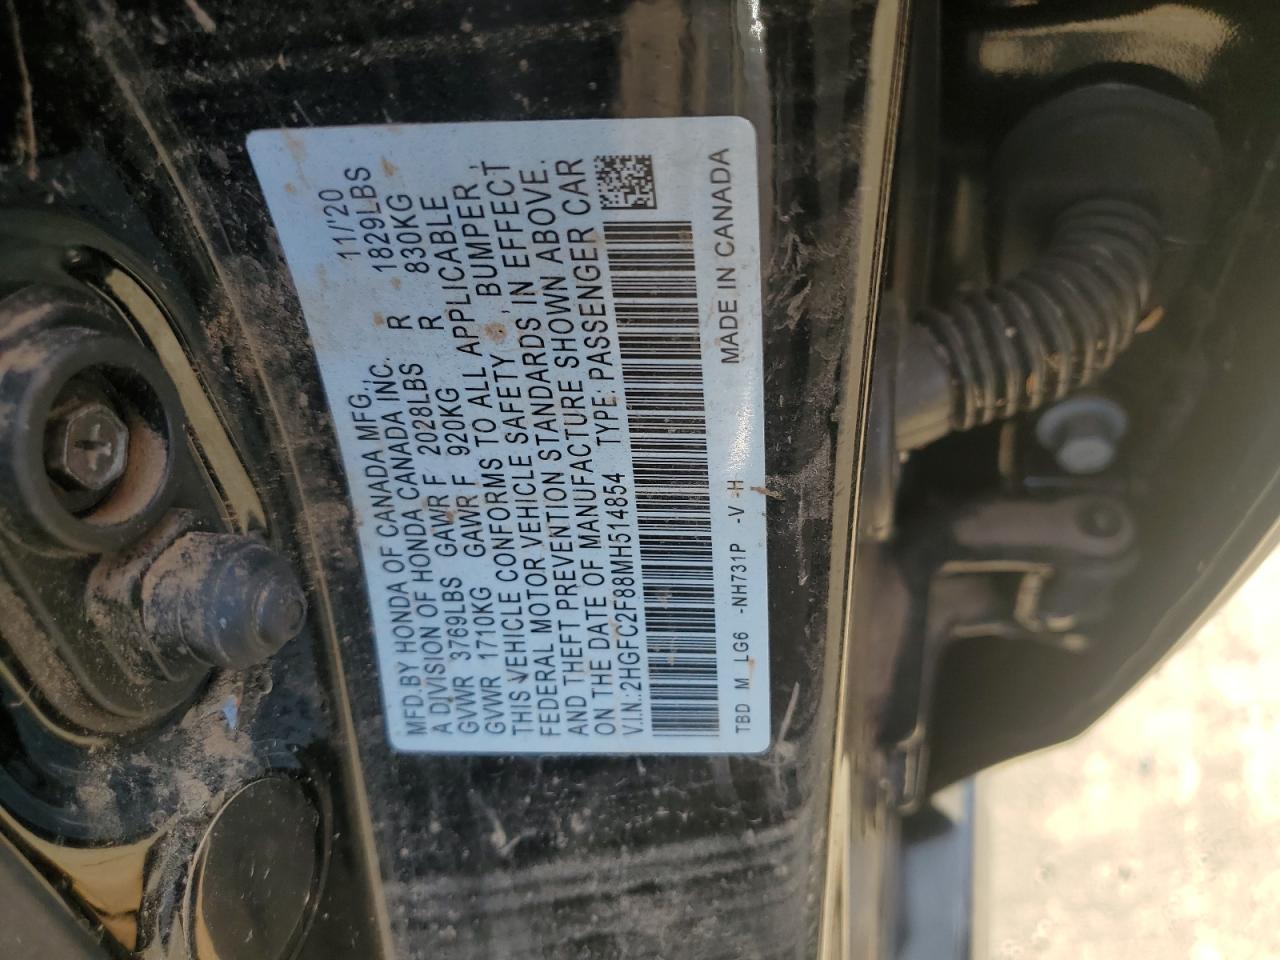 MFD.BY HONDA OF CANADA MFG., 11/'20
A DIVISION OF HONDA CANADA INC.
GVWR 3769LBS GAWR F 2028LBS R 1829LBS
GVWR 1710KG GAWR F 920KG R 830KG
THIS VEHICLE CONFORMS TO ALL APPLICABLE
FEDERAL MOTOR VEHICLE SAFETY, BUMPER,
AND THEFT PREVENTION STANDARDS IN EFFECT
ON THE DATE OF MANUFACTURE SHOWN ABOVE.
V.I.N.:2HGFC2F88MH514854 TYPE:PASSENGER CAR
TBD M LG6 -NH731P -V -H MADE IN CANADA